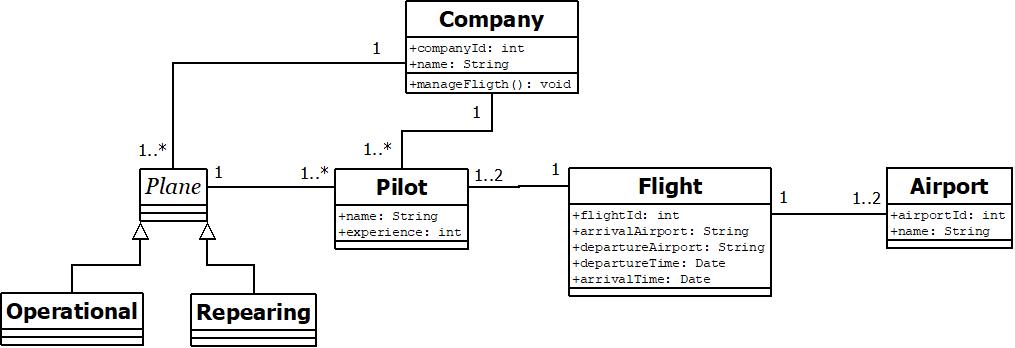 Company
+companyId: int
+name: String
+manageFligth(): void
1
1
1..*
1..*
Plane
1
1..*
Pilot
+name: String
+experience: int
1..2
1
Flight
+flightId: int
+arrivalAirport: String
+departureAirport: String
+departureTime: Date
+arrivalTime: Date
1
1..2
Airport
+airportId: int
+name: String
Operational
Repearing